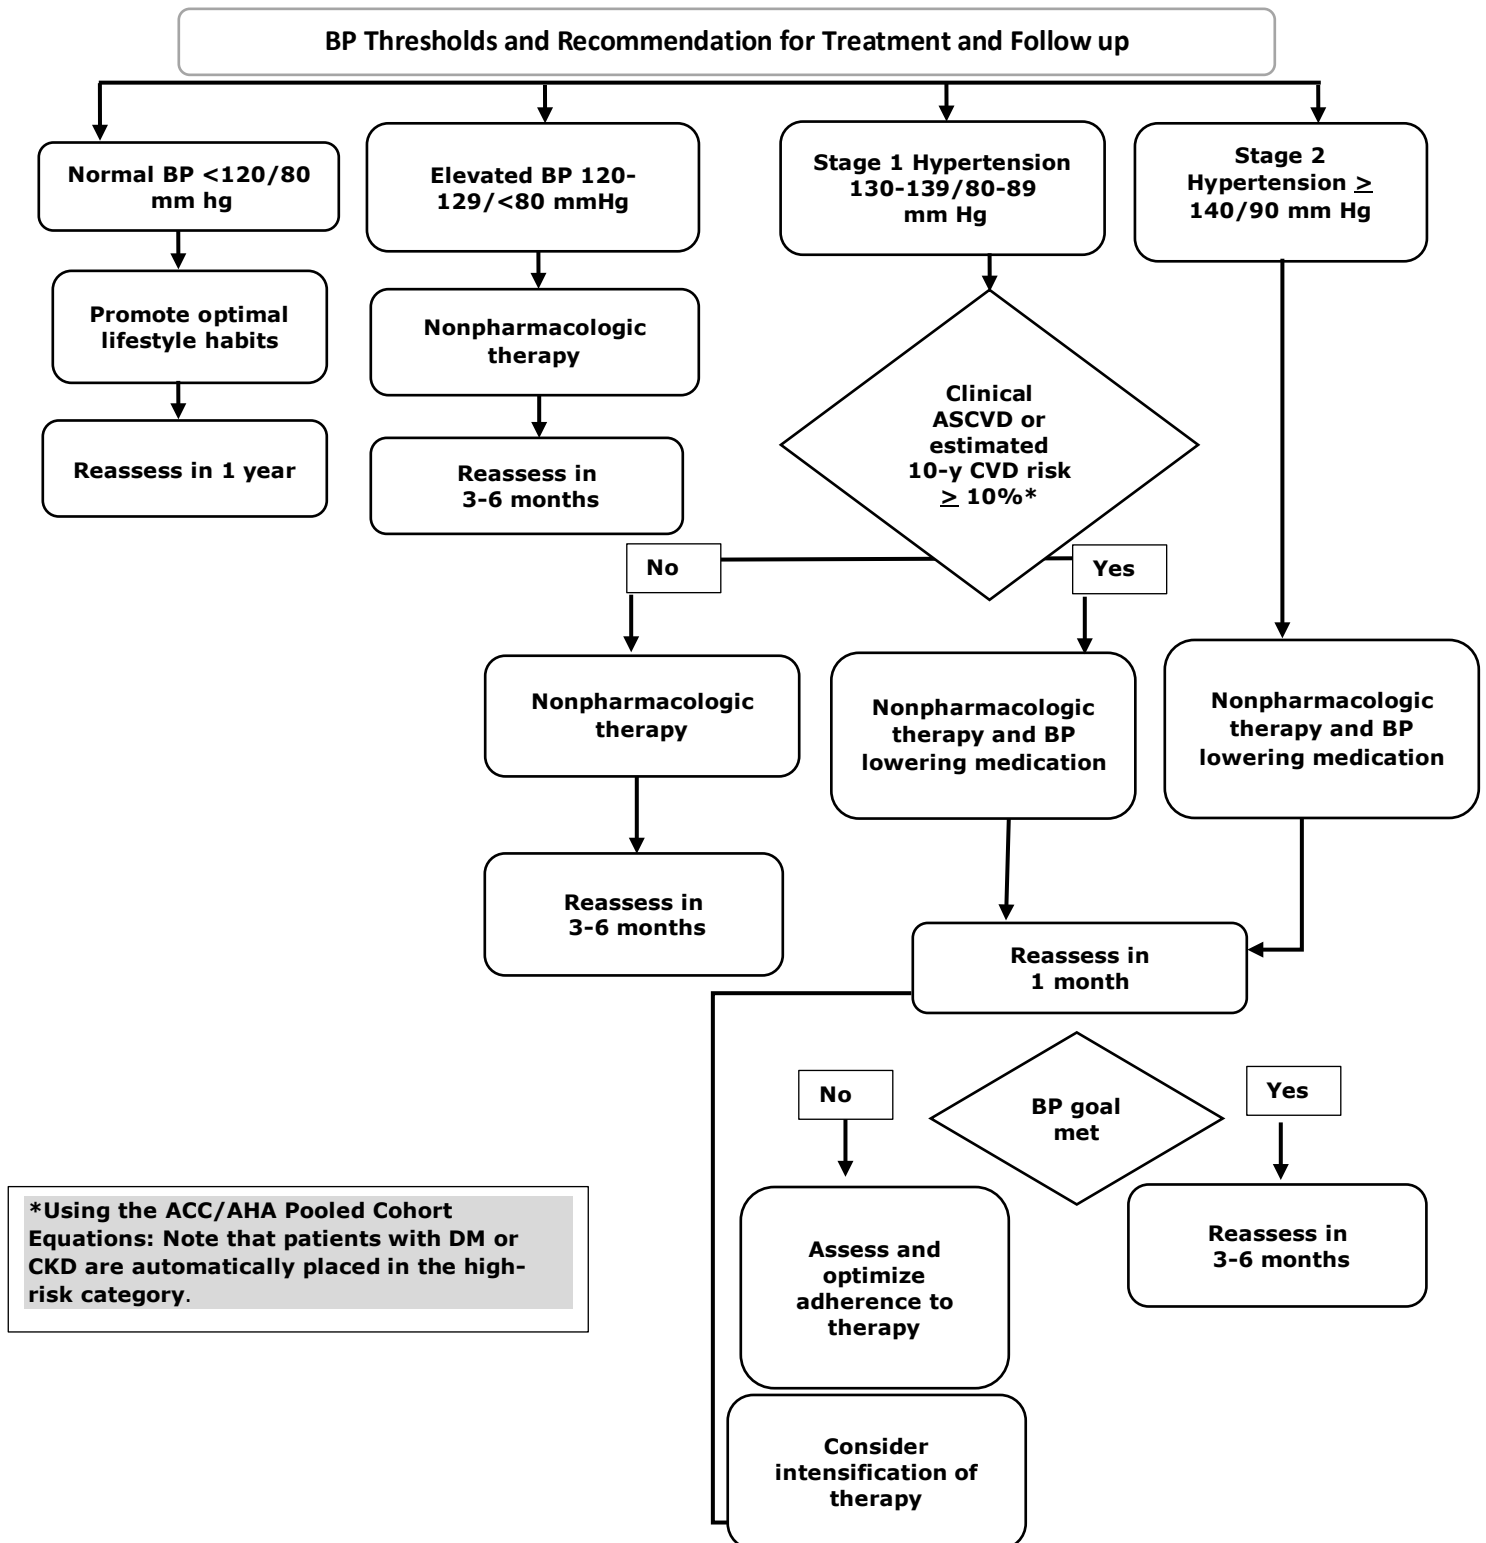 BP Thresholds and Recommendation for Treatment and Follow up
Normal BP <120/80
mm hg
Elevated BP 120-
129/<80 mmHg
Stage 1 Hypertension
130-139/80-89
mm Hg
Stage 2
Hypertension ≥
140/90 mm Hg
Promote optimal
lifestyle habits
Nonpharmacologic
therapy
Clinical
ASCVD or
estimated
10-y CVD risk
≥ 10%*
Reassess in 1 year
Reassess in
3-6 months
No
Yes
Nonpharmacologic
therapy
Nonpharmacologic
therapy and BP
lowering medication
Nonpharmacologic
therapy and BP
lowering medication
Reassess in
3-6 months
Reassess in
1 month
No
BP goal
met
Yes
*Using the ACC/AHA Pooled Cohort
Equations: Note that patients with DM or
CKD are automatically placed in the high-
risk category.
Assess and
optimize
adherence to
therapy
Reassess in
3-6 months
Consider
intensification of
therapy